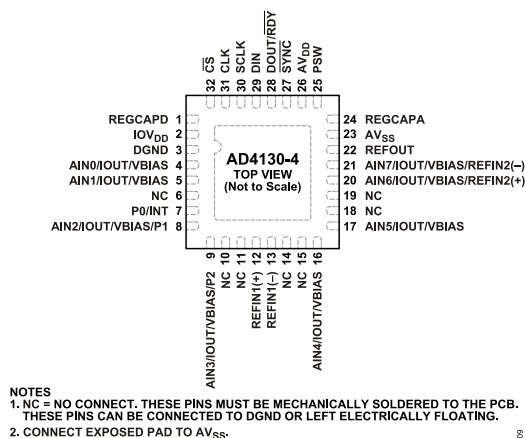 32 CS
31 CLK
30 SCLK
29 DIN
28 DOUT/RDY
27 SYNC
26 AVDD
25 PSW
REGCAPD 1
IOVDD 2
DGND 3
AIN0/IOUT/VBIAS 4
AIN1/IOUT/VBIAS 5
NC 6
P0/INT 7
AIN2/IOUT/VBIAS/P1 8
AD4130-4
TOP VIEW
(Not to Scale)
24 REGCAPA
23 AVSS
22 REFOUT
21 AIN7/IOUT/VBIAS/REFIN2(–)
20 AIN6/IOUT/VBIAS/REFIN2(+)
19 NC
18 NC
17 AIN5/IOUT/VBIAS
AIN3/IOUT/VBIAS/P2 9
NC 10
NC 11
REFIN1(+) 12
REFIN1(–) 13
NC 14
NC 15
AIN4/IOUT/VBIAS 16
NOTES
1. NC = NO CONNECT. THESE PINS MUST BE MECHANICALLY SOLDERED TO THE PCB.
THESE PINS CAN BE CONNECTED TO DGND OR LEFT ELECTRICALLY FLOATING.
2. CONNECT EXPOSED PAD TO AVSS.